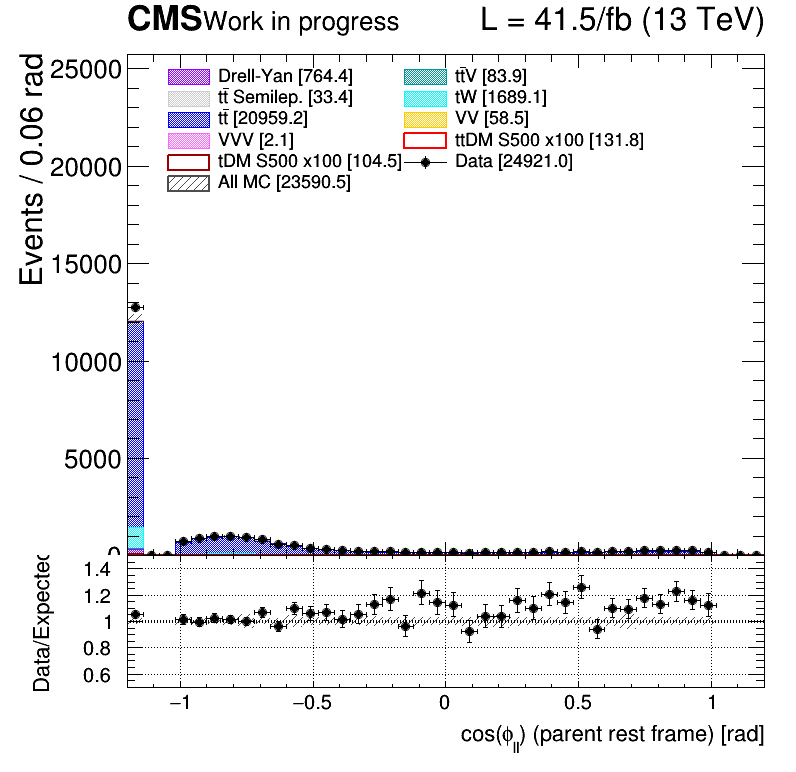 CMS Work in progress L = 41.5/fb (13 TeV)
Events / 0.06 rad
25000
20000
15000
10000
5000
0
Drell-Yan [764.4] tt̄V [83.9]
tt̄ Semilep. [33.4] tW [1689.1]
tt̄ [20959.2] VV [58.5]
VVV [2.1] ttDM S500 x100 [131.8]
tDM S500 x100 [104.5] Data [24921.0]
All MC [23590.5]
Data/Expected
1.4
1.2
1
0.8
0.6
−1 −0.5 0 0.5 1
cos(ϕ_ll) (parent rest frame) [rad]